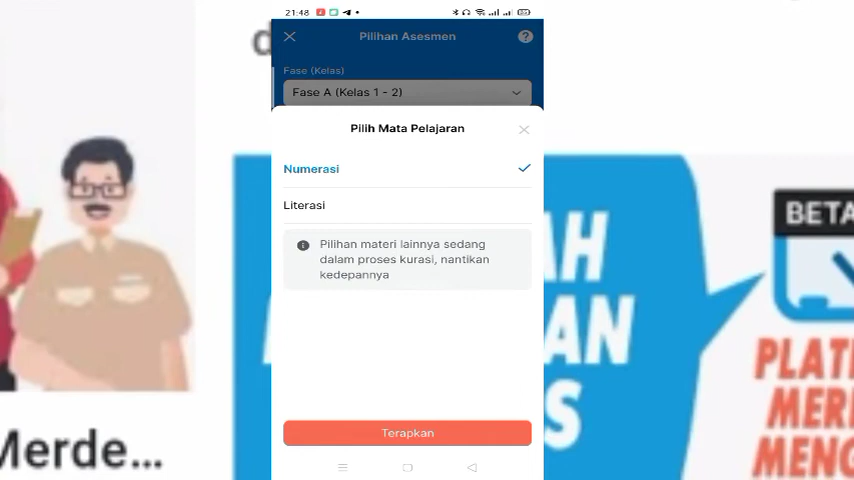 21:48
Pilihan Asesmen
Fase (Kelas)
Fase A (Kelas 1 - 2)
Pilih Mata Pelajaran
Numerasi
Literasi
Pilihan materi lainnya sedang
dalam proses kurasi, nantikan
kedepannya
Terapkan
Merde...
AH
AN
S
BETA
PLAT
MER
MENG